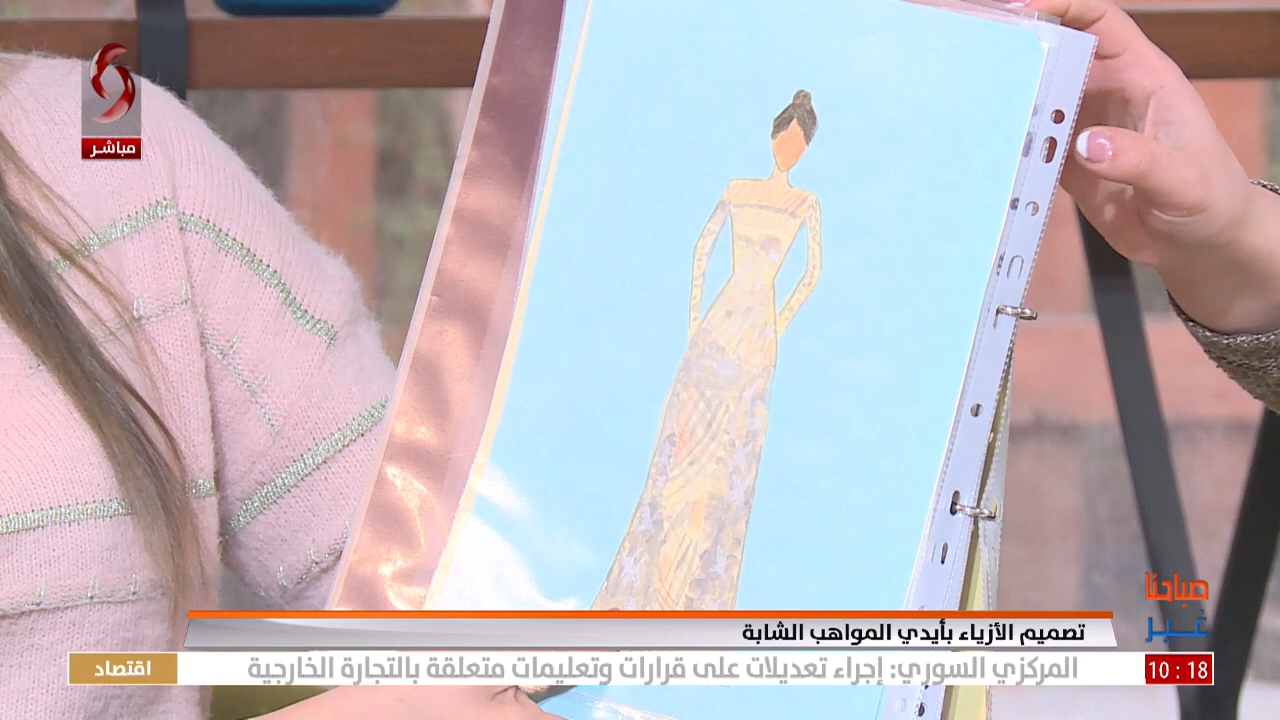 مباشر
صباحنا
غير
تصميم الأزياء بأيدي المواهب الشابة
المركزي السوري: إجراء تعديلات على قرارات وتعليمات متعلقة بالتجارة الخارجية
اقتصاد
10 : 18